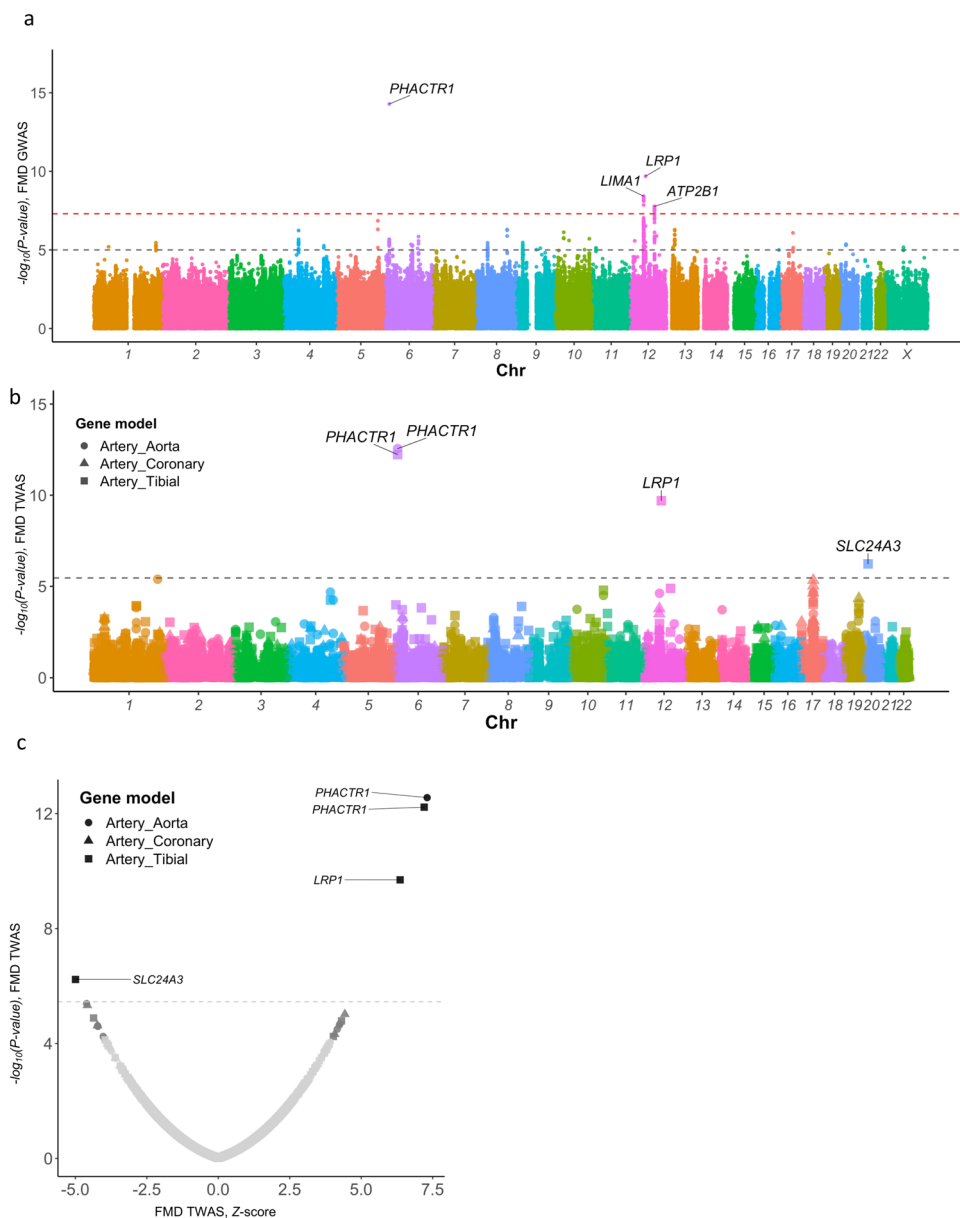 a
15
PHACTR1
10
LRP1
LIMA1
ATP2B1
5
0
-log10(P-value), FMD GWAS
1 2 3 4 5 6 7 8 9 10 11 12 13 14 15 16 17 18 19 20 21 22 X
Chr
b
15
Gene model
Artery_Aorta
Artery_Coronary
Artery_Tibial
PHACTR1 PHACTR1
10
LRP1
SLC24A3
5
0
-log10(P-value), FMD TWAS
1 2 3 4 5 6 7 8 9 10 11 12 13 14 15 16 17 18 19 20 21 22
Chr
c
Gene model
Artery_Aorta
Artery_Coronary
Artery_Tibial
PHACTR1
PHACTR1
12
LRP1
8
SLC24A3
4
0
-log10(P-value), FMD TWAS
-5.0 -2.5 0.0 2.5 5.0 7.5
FMD TWAS, Z-score